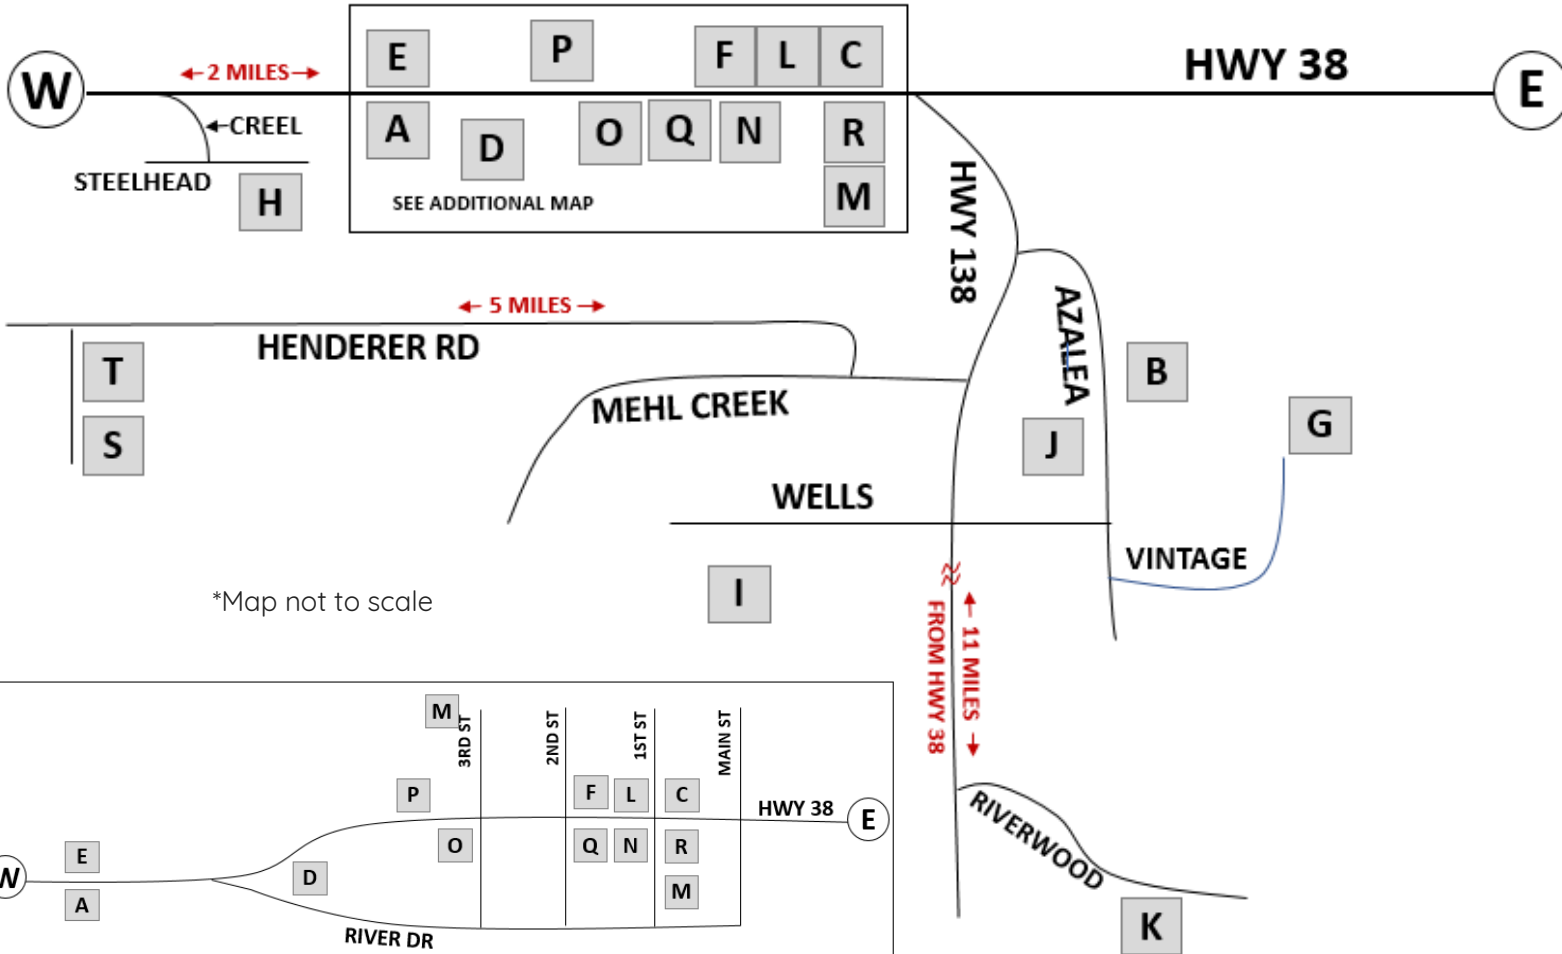 E P F L C
HWY 38
W ←2 MILES→ E
←CREEL
A D O Q N R
STEELHEAD
H
SEE ADDITIONAL MAP
M
HWY 138
← 5 MILES →
HENDERER RD
AZALEA
T
B
MEHL CREEK
G
S
J
WELLS
VINTAGE
I
*Map not to scale
← 11 MILES →
FROM HWY 38
RIVERWOOD
K
M
3RD ST
2ND ST
1ST ST
MAIN ST
P F L C
HWY 38
E
O Q N R
E
W
D
A
M
RIVER DR